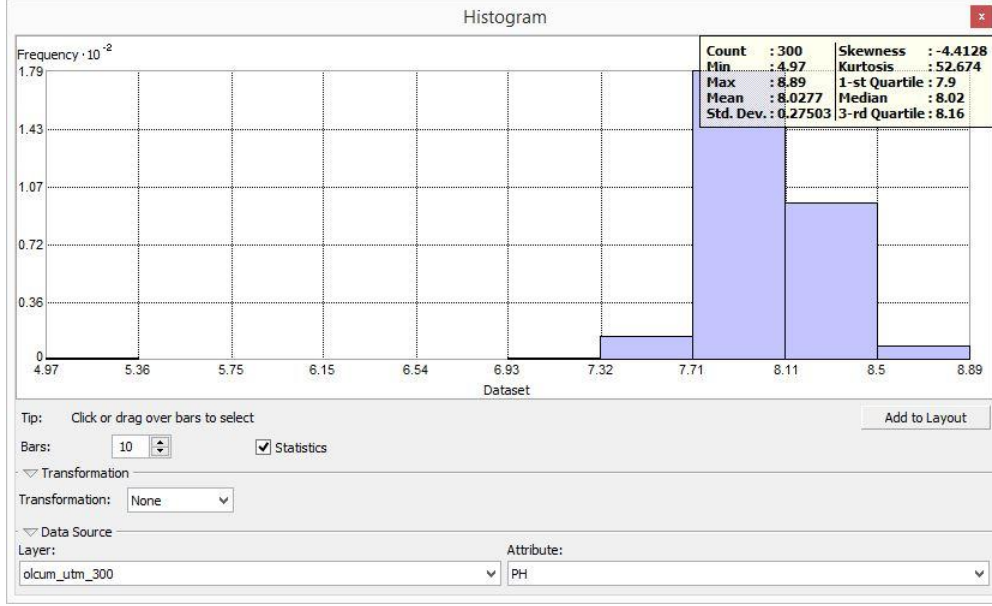 Histogram
x
Frequency · 10⁻²
Count : 300 Skewness : -4.4128
Min : 4.97 Kurtosis : 52.674
Max : 8.89 1-st Quartile : 7.9
Mean : 8.0277 Median : 8.02
Std. Dev. : 0.27503 3-rd Quartile : 8.16
1.79
1.43
1.07
0.72
0.36
0
4.97 5.36 5.75 6.15 6.54 6.93 7.32 7.71 8.11 8.5 8.89
Dataset
Tip: Click or drag over bars to select Add to Layout
Bars: 10 Statistics
Transformation
Transformation: None
Data Source
Layer: Attribute:
olcum_utm_300 PH